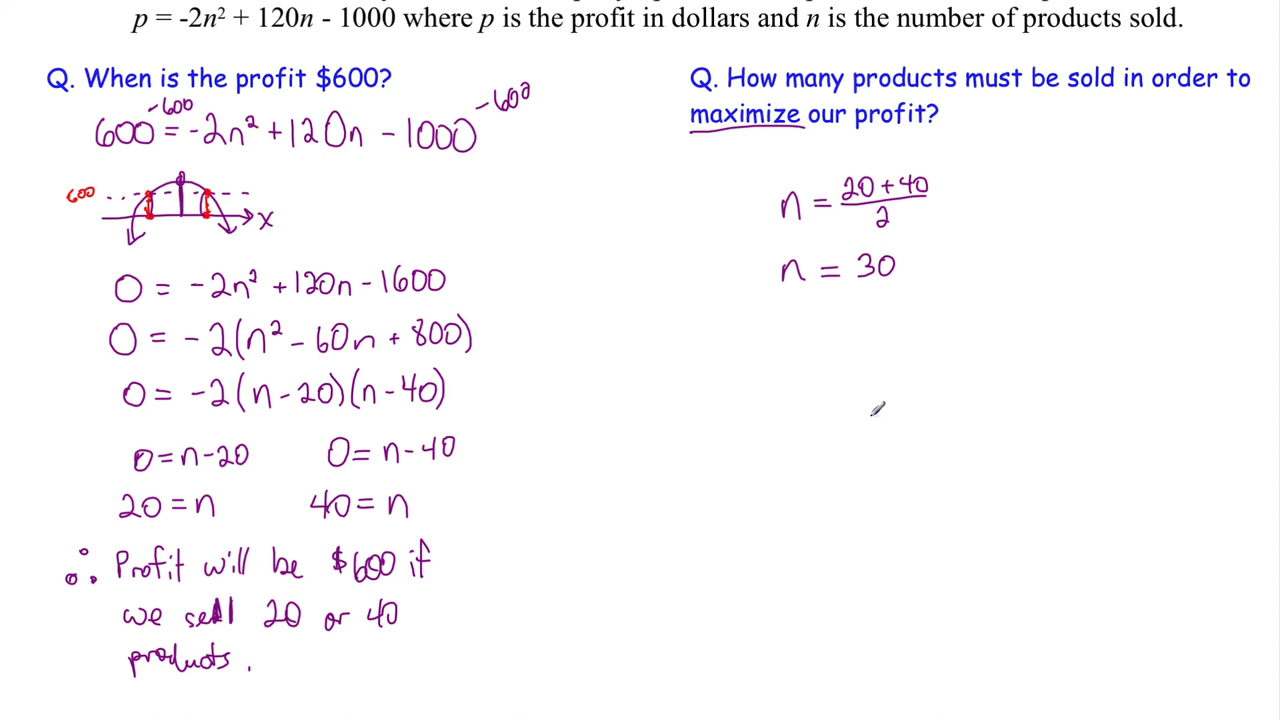 p = -2n² + 120n - 1000 where p is the profit in dollars and n is the number of products sold.
Q. When is the profit $600?
-600 -600
600 = -2n² + 120n - 1000
600
x
0 = -2n² + 120n - 1600
0 = -2(n² - 60n + 800)
0 = -2(n - 20)(n - 40)
0 = n - 20 0 = n - 40
20 = n 40 = n
∴ Profit will be $600 if
we sell 20 or 40
products.
Q. How many products must be sold in order to
maximize our profit?
n = (20 + 40)/2
n = 30